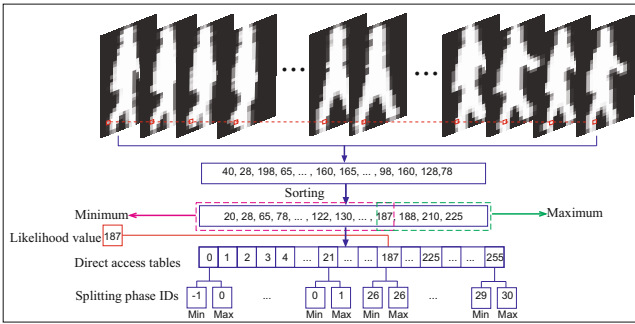 ... ...
40, 28, 198, 65, ... , 160, 165, ... , 98, 160, 128,78
Sorting
Minimum
20, 28, 65, 78, ... , 122, 130, ... , 187, 188, 210, 225
Maximum
Likelihood value 187
Direct access tables 0 1 2 3 4 ... 21 ... ... 187 ... 225 ... ... 255
Splitting phase IDs -1 0 ... 0 1 26 26 ... 29 30
Min Max Min Max Min Max Min Max